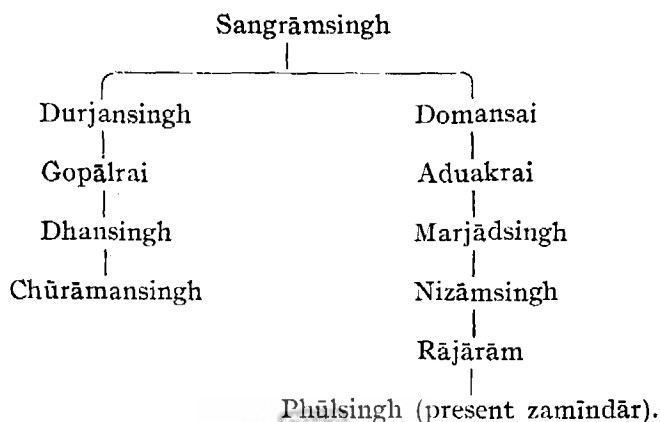 Sangrāmsingh
Durjansingh Domansai
Gopālrai Aduakrai
Dhansingh Marjādsingh
Chūrāmansingh Nizāmsingh
Rājārām
Phūlsingh (present zamīndār).